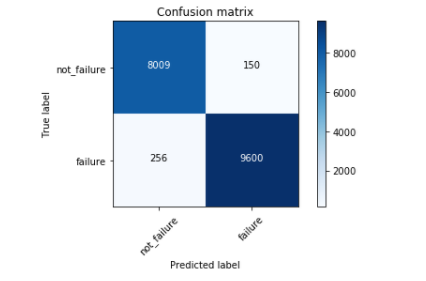 Confusion matrix
True label
not_failure
8009
150
failure
256
9600
not_failure
failure
Predicted label
8000
6000
4000
2000